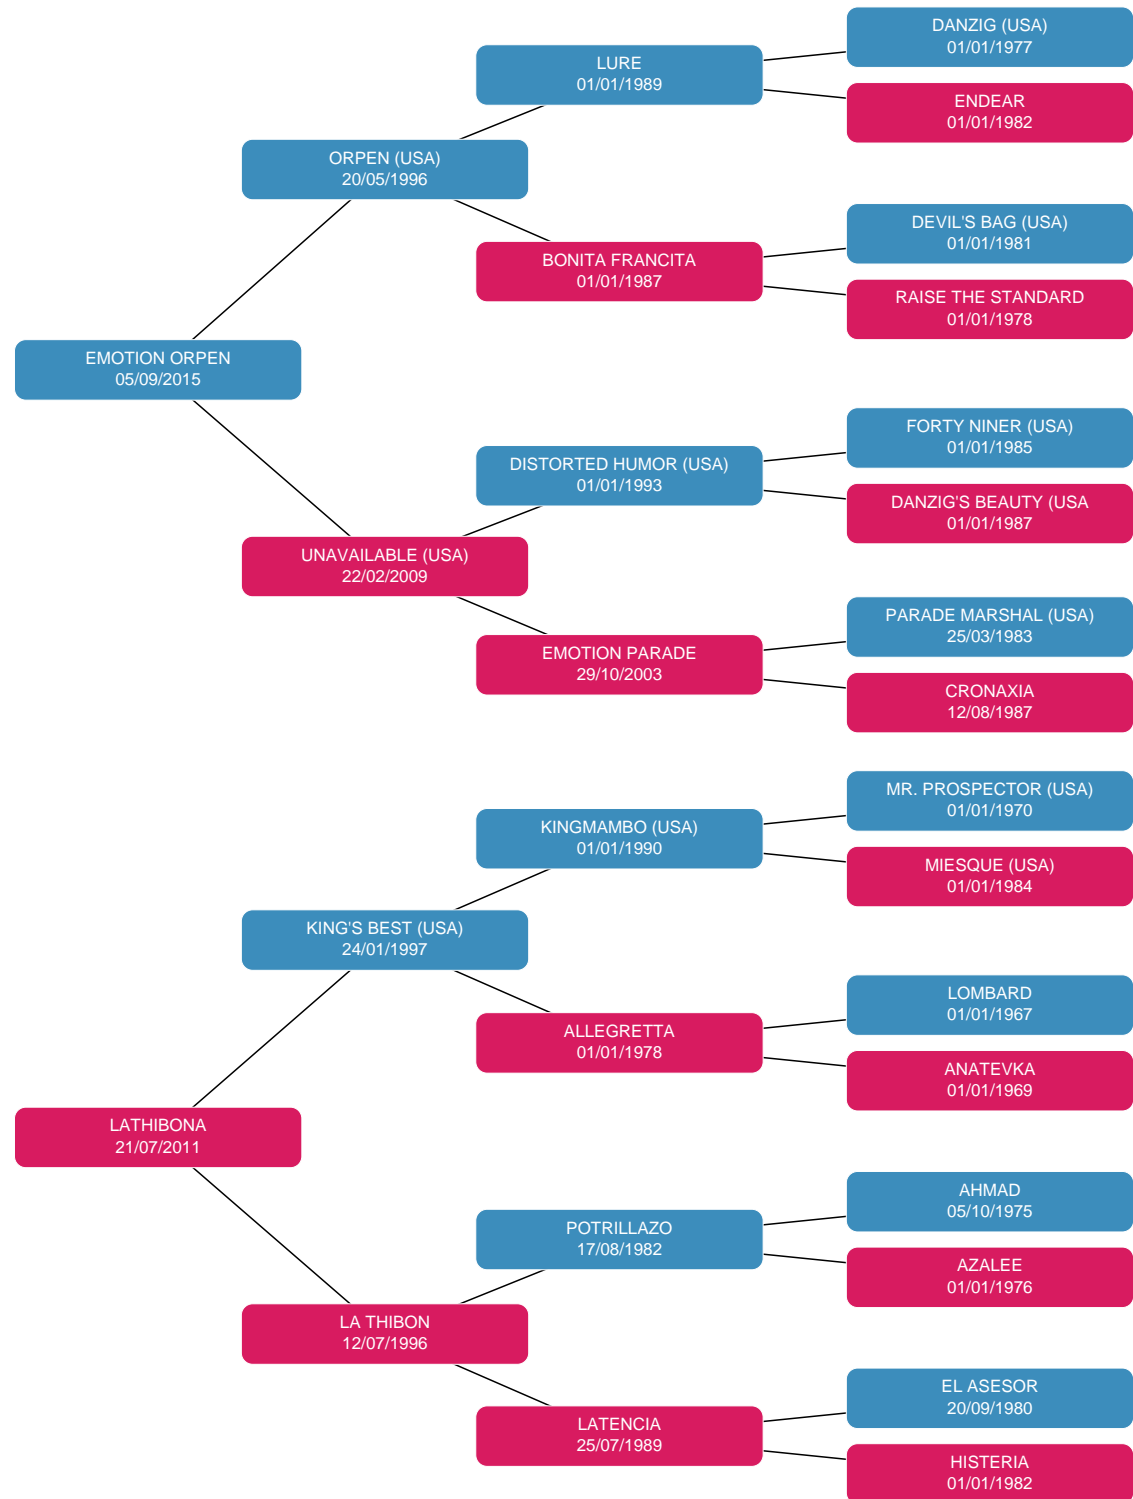 DANZIG (USA)
01/01/1977
LURE
01/01/1989
ENDEAR
01/01/1982
ORPEN (USA)
20/05/1996
DEVIL'S BAG (USA)
01/01/1981
BONITA FRANCITA
01/01/1987
RAISE THE STANDARD
01/01/1978
EMOTION ORPEN
05/09/2015
FORTY NINER (USA)
01/01/1985
DISTORTED HUMOR (USA)
01/01/1993
DANZIG'S BEAUTY (USA
01/01/1987
UNAVAILABLE (USA)
22/02/2009
PARADE MARSHAL (USA)
25/03/1983
EMOTION PARADE
29/10/2003
CRONAXIA
12/08/1987
MR. PROSPECTOR (USA)
01/01/1970
KINGMAMBO (USA)
01/01/1990
MIESQUE (USA)
01/01/1984
KING'S BEST (USA)
24/01/1997
LOMBARD
01/01/1967
ALLEGRETTA
01/01/1978
ANATEVKA
01/01/1969
LATHIBONA
21/07/2011
AHMAD
05/10/1975
POTRILLAZO
17/08/1982
AZALEE
01/01/1976
LA THIBON
12/07/1996
EL ASESOR
20/09/1980
LATENCIA
25/07/1989
HISTERIA
01/01/1982